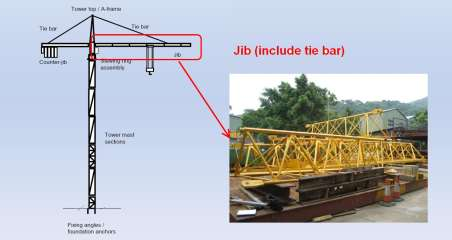 Tower top / A-frame
Tie bar
Tie bar
Jib (include tie bar)
Jib
Counter-jib
Slewing ring
assembly
Tower mast
sections
Fixing angles /
foundation anchors